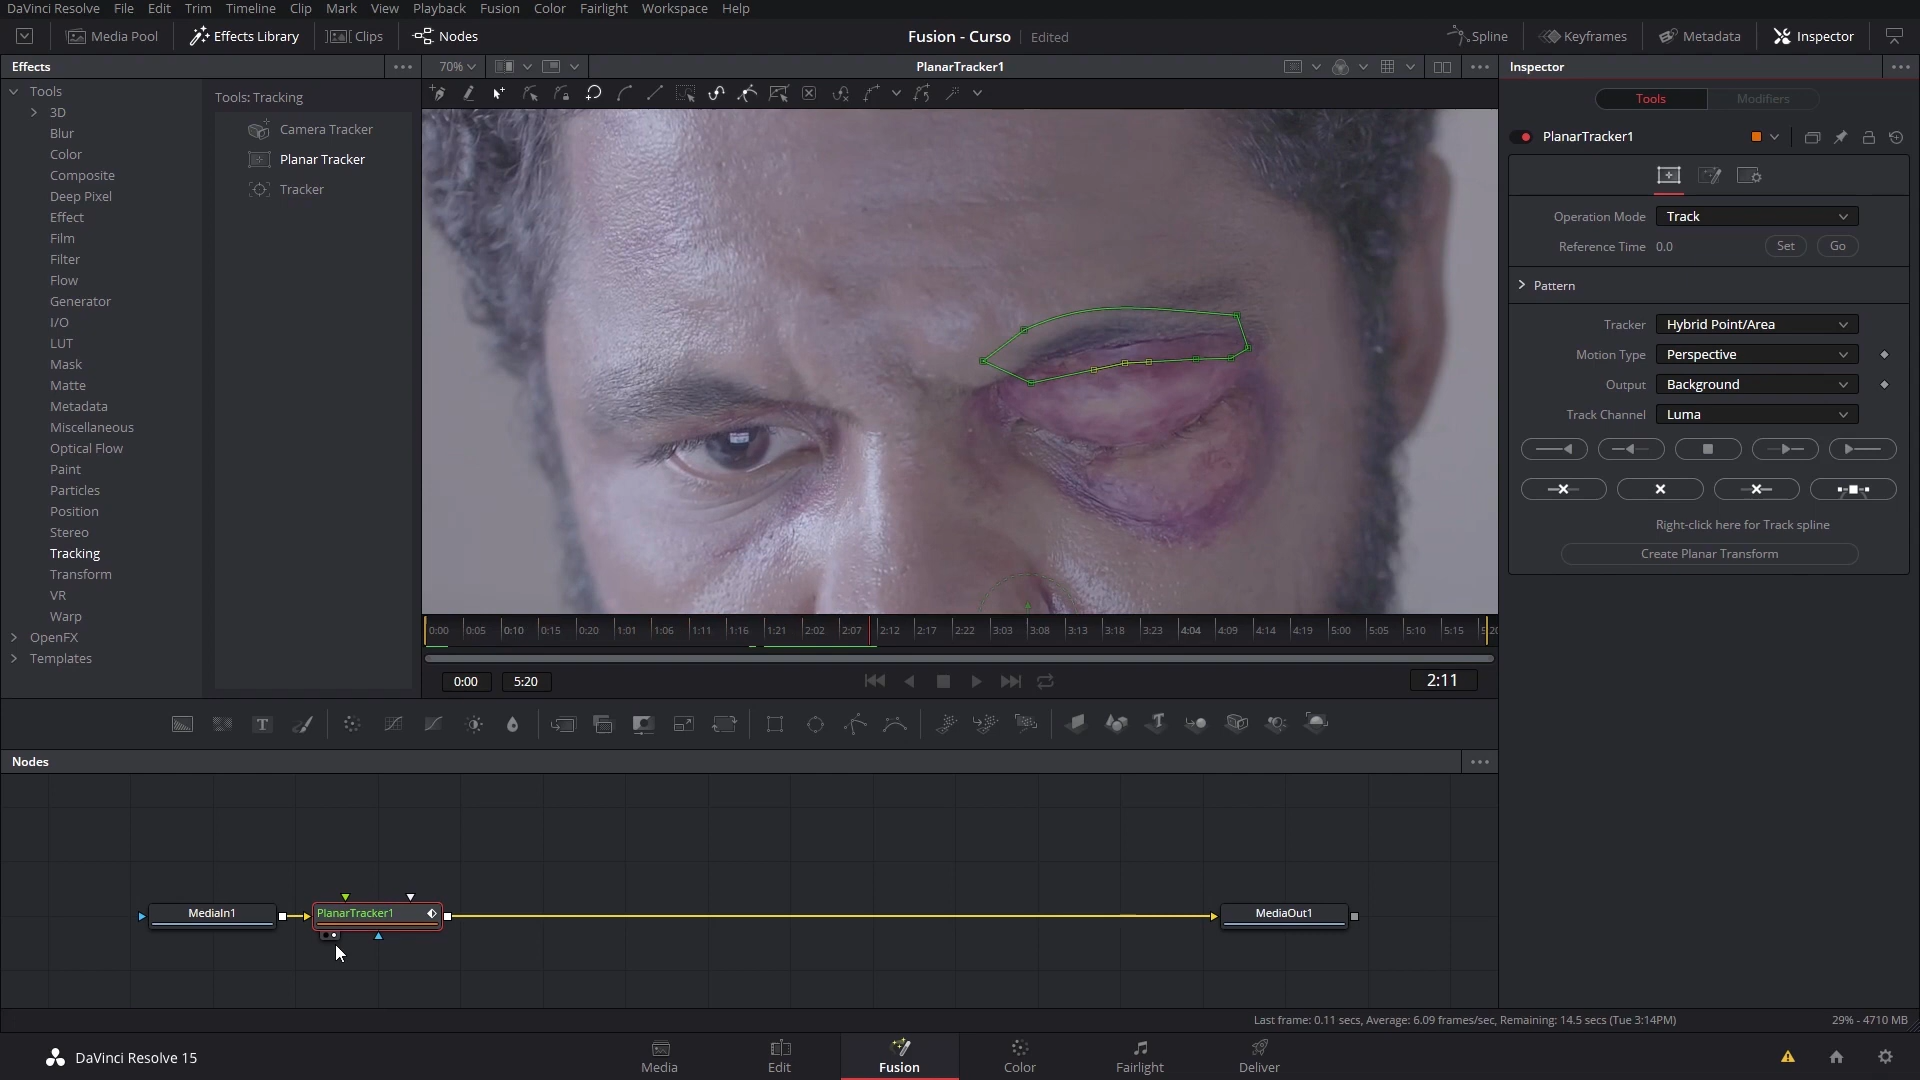 DaVinci Resolve File Edit Trim Timeline Clip Mark View Playback Fusion Color Fairlight Workspace Help
Media Pool Effects Library Clips Nodes Fusion - Curso Edited Spline Keyframes Metadata Inspector
Effects 70% PlanarTracker1 Inspector
Tools
3D
Blur
Color
Composite
Deep Pixel
Effect
Film
Filter
Flow
Generator
I/O
LUT
Mask
Matte
Metadata
Miscellaneous
Optical Flow
Paint
Particles
Position
Stereo
Tracking
Transform
VR
Warp
OpenFX
Templates
Tools: Tracking
Camera Tracker
Planar Tracker
Tracker
Tools Modifiers
PlanarTracker1
Operation Mode Track
Reference Time 0.0 Set Go
Pattern
Tracker Hybrid Point/Area
Motion Type Perspective
Output Background
Track Channel Luma
Right-click here for Track spline
Create Planar Transform
0:00 0:05 0:10 0:15 0:20 1:01 1:06 1:11 1:16 1:21 2:02 2:07 2:12 2:17 2:22 3:03 3:08 3:13 3:18 3:23 4:04 4:09 4:14 4:19 5:00 5:05 5:10 5:15 5:20
0:00 5:20 2:11
T T
Nodes
MediaIn1 PlanarTracker1 MediaOut1
Last frame: 0.11 secs, Average: 6.09 frames/sec, Remaining: 14.5 secs (Tue 3:14PM) 29% - 4710 MB
DaVinci Resolve 15 Media Edit Fusion Color Fairlight Deliver